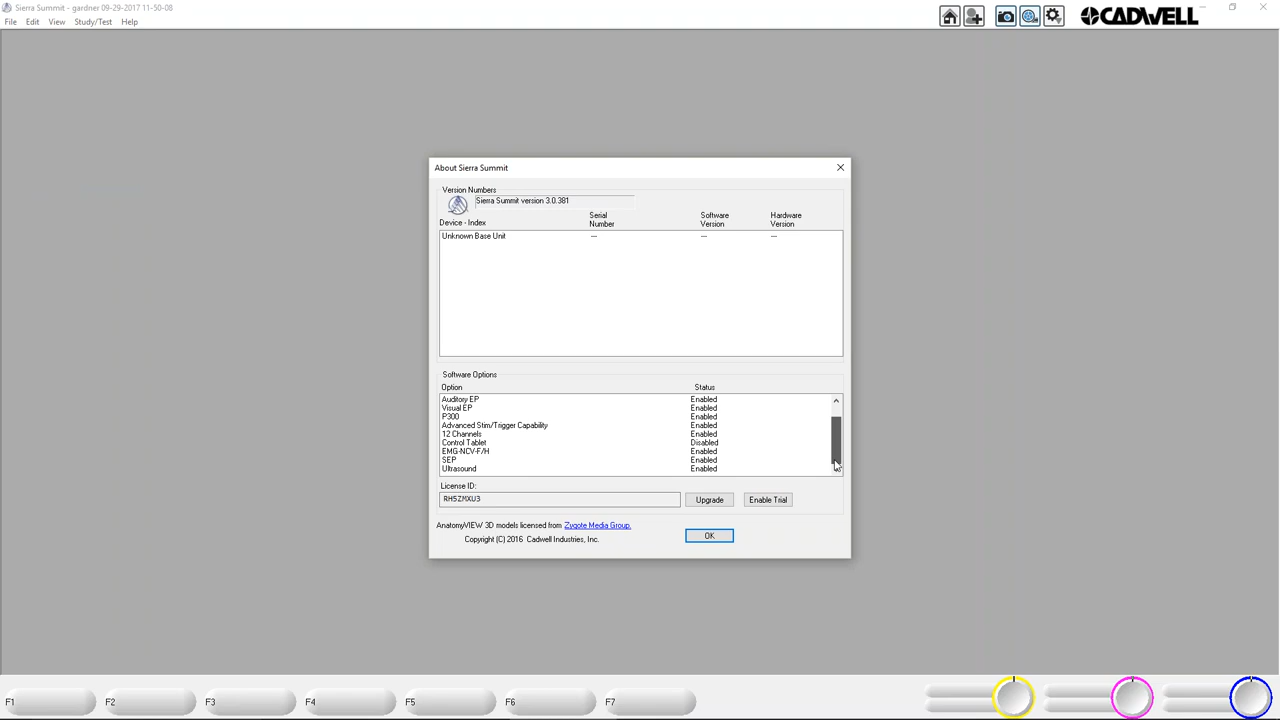 Sierra Summit - gardner 09-29-2017 11-50-08
File Edit View Study/Test Help
CADWELL
About Sierra Summit
Version Numbers
Sierra Summit version 3.0.381
Device - Index Serial Number Software Version Hardware Version
Unknown Base Unit --- --- ---
Software Options
Option Status
Auditory EP Enabled
Visual EP Enabled
P300 Enabled
Advanced Stim/Trigger Capability Enabled
12 Channels Enabled
Control Tablet Disabled
EMG-NCV-F/H Enabled
SEP Enabled
Ultrasound Enabled
License ID:
RH5ZMXU3 Upgrade Enable Trial
AnatomyVIEW 3D models licensed from Zygote Media Group.
Copyright (C) 2016 Cadwell Industries, Inc.
OK
F1 F2 F3 F4 F5 F6 F7